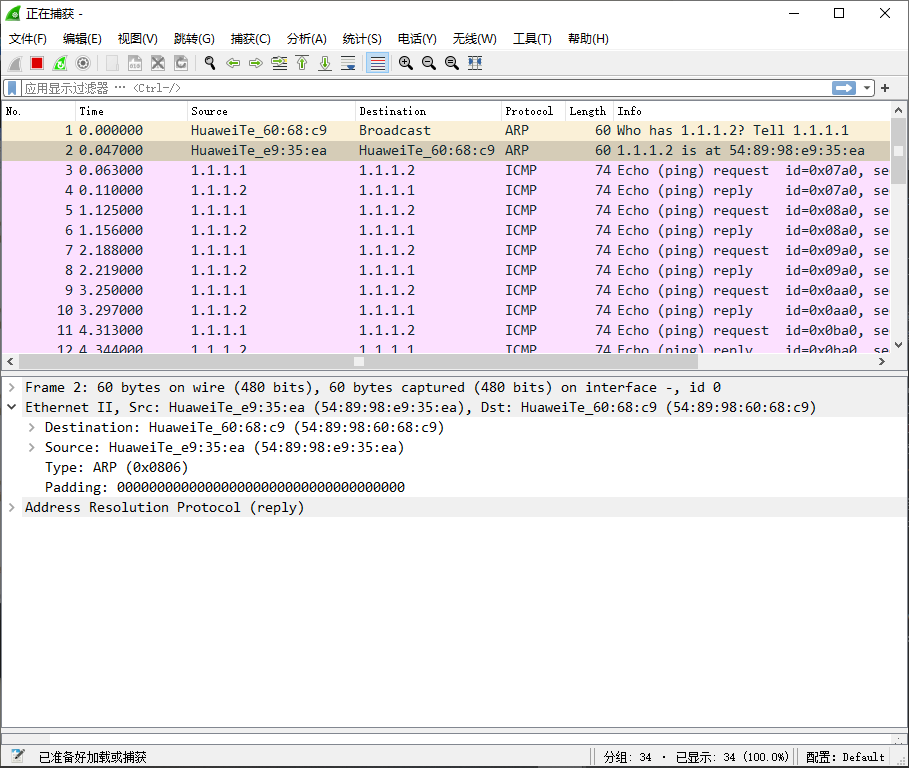 正在捕获 -
文件(F) 编辑(E) 视图(V) 跳转(G) 捕获(C) 分析(A) 统计(S) 电话(Y) 无线(W) 工具(T) 帮助(H)
应用显示过滤器 … <Ctrl-/>
No. Time Source Destination Protocol Length Info
1 0.000000 HuaweiTe_60:68:c9 Broadcast ARP 60 Who has 1.1.1.2? Tell 1.1.1.1
2 0.047000 HuaweiTe_e9:35:ea HuaweiTe_60:68:c9 ARP 60 1.1.1.2 is at 54:89:98:e9:35:ea
3 0.063000 1.1.1.1 1.1.1.2 ICMP 74 Echo (ping) request id=0x07a0, se
4 0.110000 1.1.1.2 1.1.1.1 ICMP 74 Echo (ping) reply id=0x07a0, se
5 1.125000 1.1.1.1 1.1.1.2 ICMP 74 Echo (ping) request id=0x08a0, se
6 1.156000 1.1.1.2 1.1.1.1 ICMP 74 Echo (ping) reply id=0x08a0, se
7 2.188000 1.1.1.1 1.1.1.2 ICMP 74 Echo (ping) request id=0x09a0, se
8 2.219000 1.1.1.2 1.1.1.1 ICMP 74 Echo (ping) reply id=0x09a0, se
9 3.250000 1.1.1.1 1.1.1.2 ICMP 74 Echo (ping) request id=0x0aa0, se
10 3.297000 1.1.1.2 1.1.1.1 ICMP 74 Echo (ping) reply id=0x0aa0, se
11 4.313000 1.1.1.1 1.1.1.2 ICMP 74 Echo (ping) request id=0x0ba0, se
12 4.344000 1.1.1.2 1.1.1.1 ICMP 74 Echo (ping) reply id=0x0ba0, se
Frame 2: 60 bytes on wire (480 bits), 60 bytes captured (480 bits) on interface -, id 0
Ethernet II, Src: HuaweiTe_e9:35:ea (54:89:98:e9:35:ea), Dst: HuaweiTe_60:68:c9 (54:89:98:60:68:c9)
Destination: HuaweiTe_60:68:c9 (54:89:98:60:68:c9)
Source: HuaweiTe_e9:35:ea (54:89:98:e9:35:ea)
Type: ARP (0x0806)
Padding: 000000000000000000000000000000000000
Address Resolution Protocol (reply)
已准备好加载或捕获 分组: 34 · 已显示: 34 (100.0%) 配置: Default